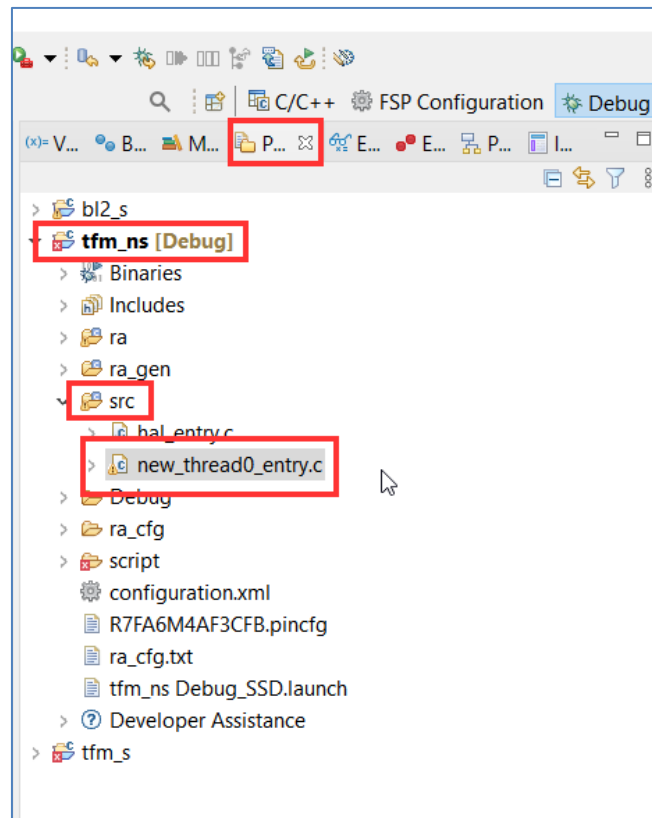 C/C++ FSP Configuration Debug
(x)= V... B... M... P... E... E... P... I...
bl2_s
tfm_ns [Debug]
Binaries
Includes
ra
ra_gen
src
hal_entry.c
new_thread0_entry.c
Debug
ra_cfg
script
configuration.xml
R7FA6M4AF3CFB.pincfg
ra_cfg.txt
tfm_ns Debug_SSD.launch
Developer Assistance
tfm_s